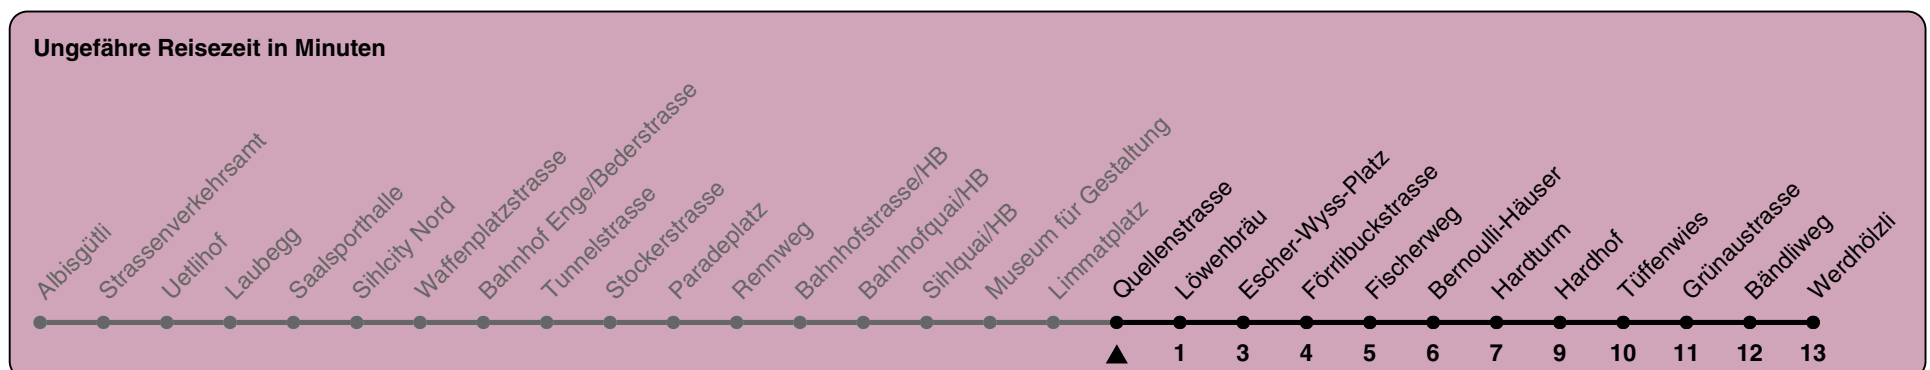 Ungefähre Reisezeit in Minuten
Albisgütli
Strassenverkehrsamt
Uetlihof
Laubegg
Saalsporthalle
Sihlcity Nord
Waffenplatzstrasse
Bahnhof Enge/Bederstrasse
Tunnelstrasse
Stockerstrasse
Paradeplatz
Rennweg
Bahnhofstrasse/HB
Bahnhofquai/HB
Sihlquai/HB
Museum für Gestaltung
Limmatplatz
Quellenstrasse
Löwenbräu
Escher-Wyss-Platz
Förrlibuckstrasse
Fischerweg
Bernoulli-Häuser
Hardturm
Hardhof
Tüffenwies
Grünaustrasse
Bändliweg
Werdhölzli
1 3 4 5 6 7 9 10 11 12 13